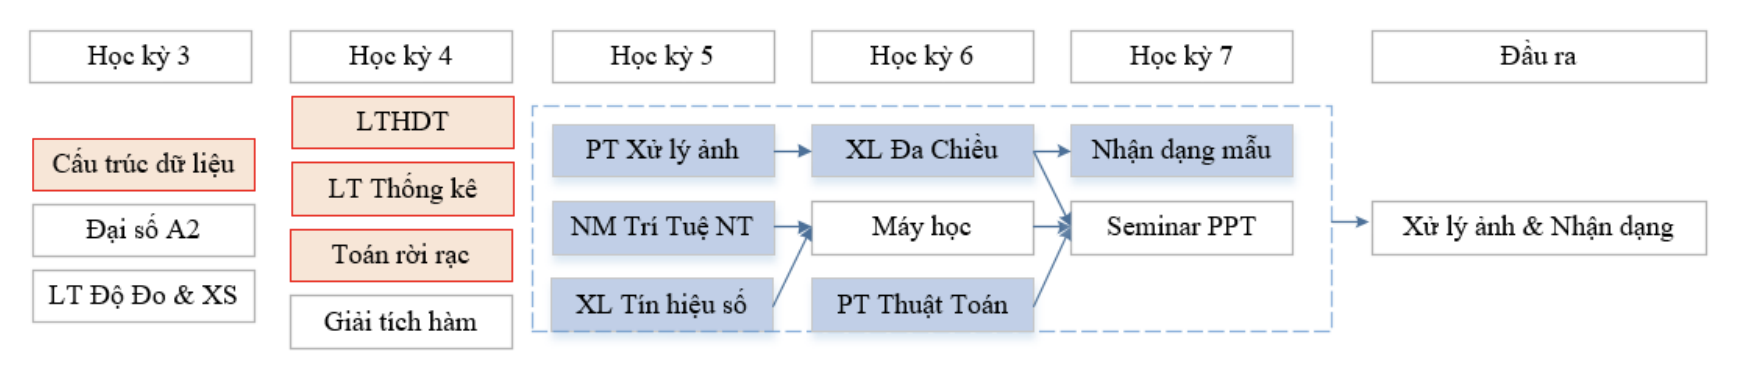 Học kỳ 3
Học kỳ 4
Học kỳ 5
Học kỳ 6
Học kỳ 7
Đầu ra
Cấu trúc dữ liệu
Đại số A2
LT Độ Đo & XS
LTHDT
LT Thống kê
Toán rời rạc
Giải tích hàm
PT Xử lý ảnh
NM Trí Tuệ NT
XL Tín hiệu số
XL Đa Chiều
Máy học
PT Thuật Toán
Nhận dạng mẫu
Seminar PPT
Xử lý ảnh & Nhận dạng